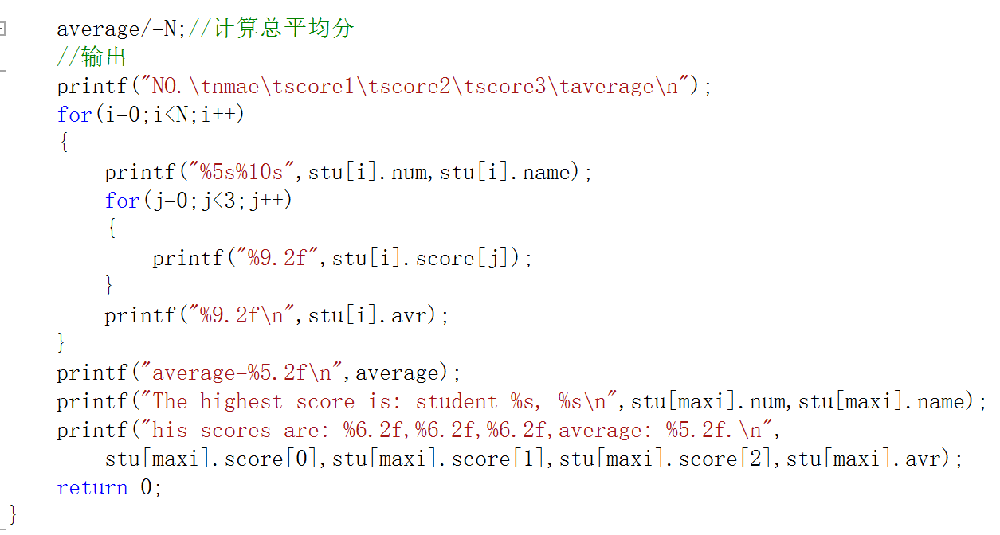 average/=N;//计算总平均分
//输出
printf("NO.\tnmae\tscore1\tscore2\tscore3\taverage\n");
for(i=0;i<N;i++)
{
printf("%5s%10s",stu[i].num,stu[i].name);
for(j=0;j<3;j++)
{
printf("%9.2f",stu[i].score[j]);
}
printf("%9.2f\n",stu[i].avr);
}
printf("average=%5.2f\n",average);
printf("The highest score is: student %s, %s\n",stu[maxi].num,stu[maxi].name);
printf("his scores are: %6.2f,%6.2f,%6.2f,average: %5.2f.\n",
stu[maxi].score[0],stu[maxi].score[1],stu[maxi].score[2],stu[maxi].avr);
return 0;
}